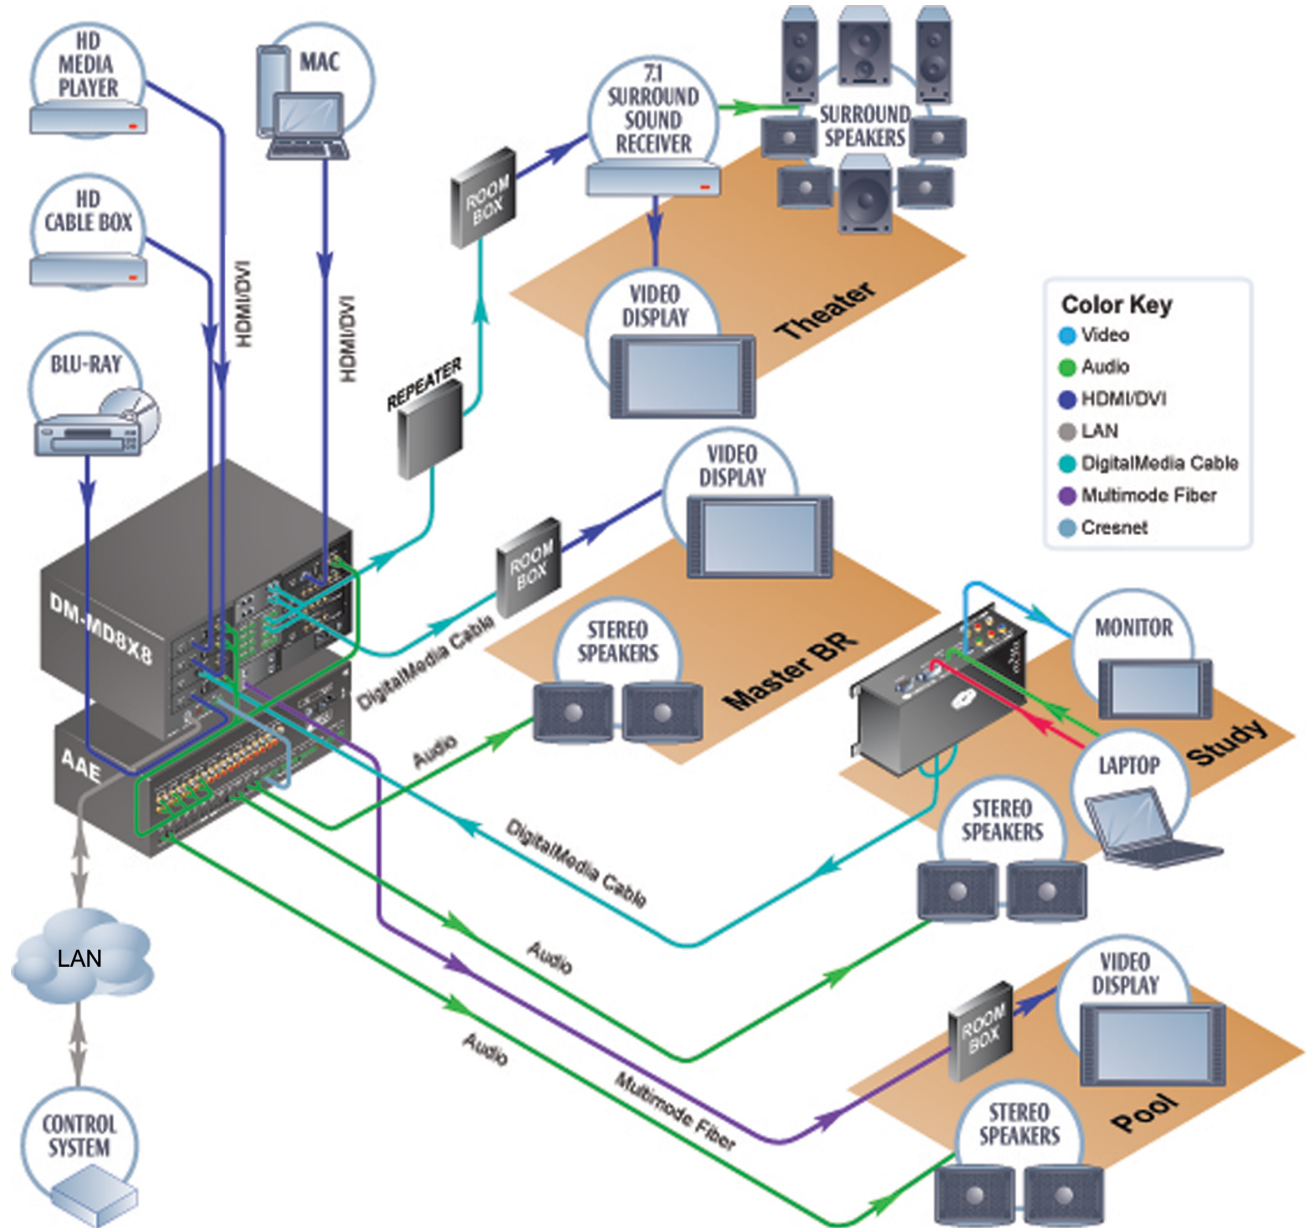 HD
MEDIA
PLAYER
MAC
7.1
SURROUND
SOUND
RECEIVER
SURROUND
SPEAKERS
ROOM
BOX
HD
CABLE BOX
HDMI/DVI
HDMI/DVI
VIDEO
DISPLAY
Theater
Color Key
Video
Audio
HDMI/DVI
LAN
DigitalMedia Cable
Multimode Fiber
Cresnet
BLU-RAY
REPEATER
VIDEO
DISPLAY
ROOM
BOX
DM-MD8X8
STEREO
SPEAKERS
Master BR
DigitalMedia Cable
MONITOR
Study
AAE
Audio
LAPTOP
STEREO
SPEAKERS
DigitalMedia Cable
LAN
Audio
VIDEO
DISPLAY
ROOM
BOX
Audio
Multimode Fiber
Pool
CONTROL
SYSTEM
STEREO
SPEAKERS